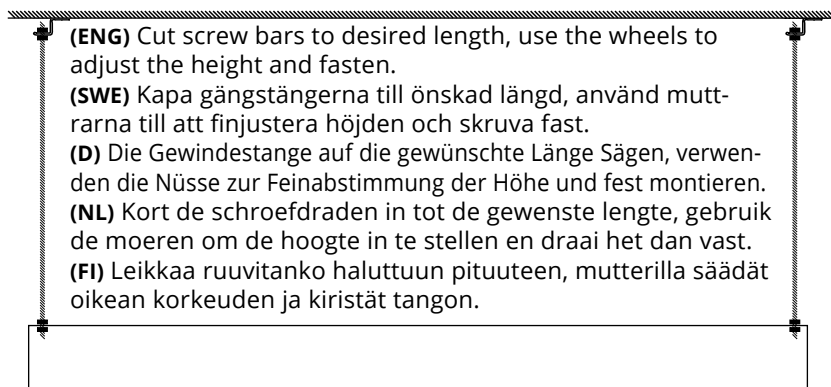 (ENG) Cut screw bars to desired length, use the wheels to
adjust the height and fasten.
(SWE) Kapa gängstängerna till önskad längd, använd mutt-
rarna till att finjustera höjden och skruva fast.
(D) Die Gewindestange auf die gewünschte Länge Sägen, verwen-
den die Nüsse zur Feinabstimmung der Höhe und fest montieren.
(NL) Kort de schroefdraden in tot de gewenste lengte, gebruik
de moeren om de hoogte in te stellen en draai het dan vast.
(FI) Leikkaa ruuvitanko haluttuun pituuteen, mutterilla säädät
oikean korkeuden ja kiristät tangon.